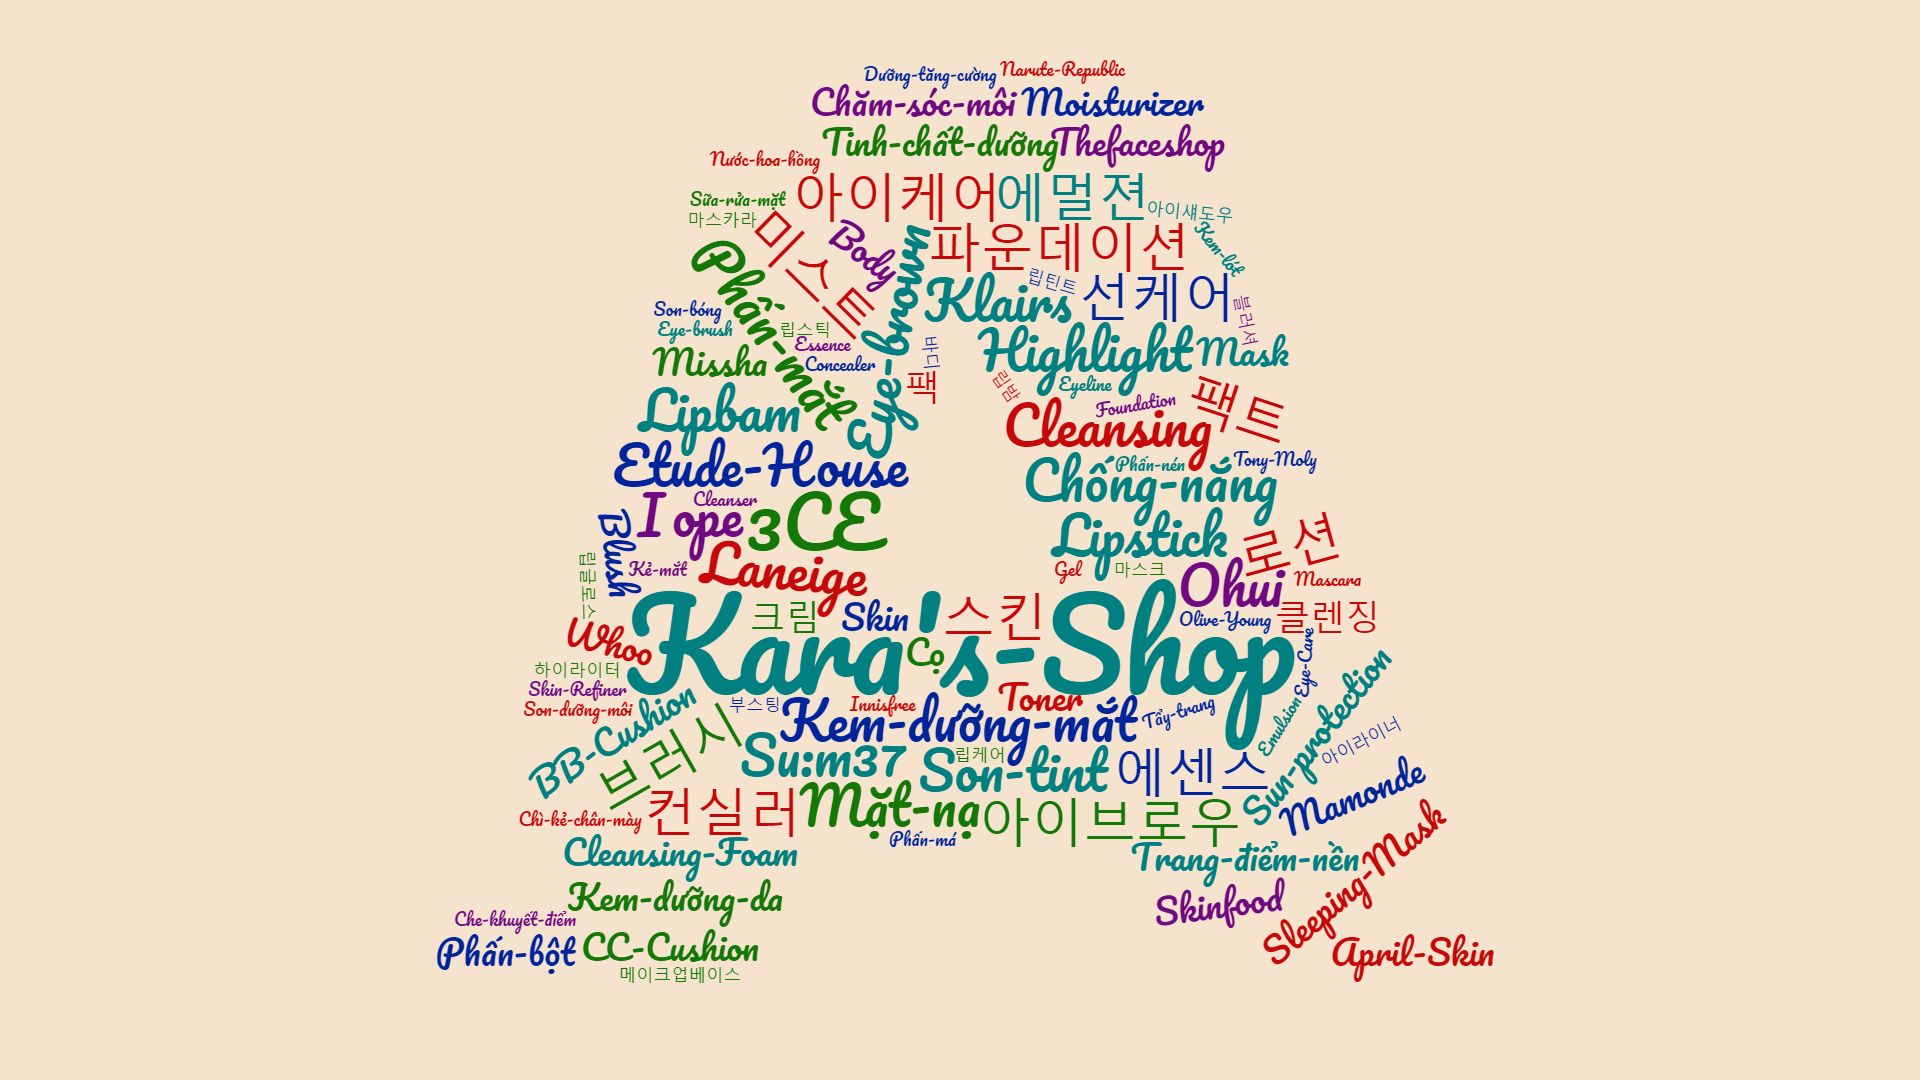 Dưỡng-tăng-cường Narute-Republic
Chăm-sóc-môi Moisturizer
Tinh-chất-dưỡng Thefaceshop
Nước-hoa-hồng
Sữa-rửa-mặt 아이케어 에멀젼 아이섀도우
마스카라 미스트 Body 파운데이션 Kem-lót
Phấn-mắt Eye-brown Klairs 립틴트 선케어 블러셔
Son-bóng
Eye-brush 립스틱 Essence 바디 Highlight Mask
Missha Concealer 팩 립밤 Eyeline 팩트
Lipbam Foundation
Cleansing
Etude-House Phấn-nén Tony-Moly
Chống-nắng
I ope Cleanser 3CE
Blush Lipstick 로션
립글로스 Kẻ-mắt Laneige Gel 마스크 Ohui Mascara
크림 Skin 스킨 Olive-Young 클렌징
Whoo Kara's-Shop Cọ Eye-Care
하이라이터
Skin-Refiner
Son-dưỡng-môi BB-Cushion 부스팅 Innisfree Toner Tẩy-trang Emulsion Sun-protection
브러시 Kem-dưỡng-mắt 아이라이너
Su:m37 립케어 Son-tint 에센스 Mamonde
Chì-kẻ-chân-mày 컨실러 Mặt-nạ 아이브로우
Phấn-má
Cleansing-Foam Trang-điểm-nền Sleeping-Mask
Kem-dưỡng-da Skinfood
Che-khuyết-điểm
Phấn-bột CC-Cushion April-Skin
메이크업베이스